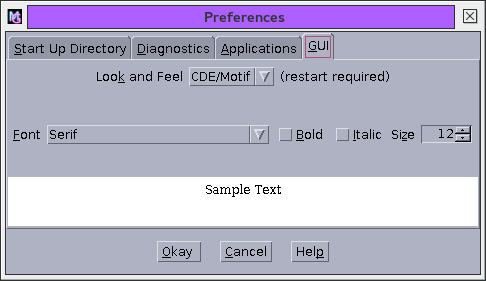 Preferences
Start Up Directory Diagnostics Applications GUI
Look and Feel CDE/Motif (restart required)
Font Serif Bold Italic Size 12
Sample Text
Okay Cancel Help